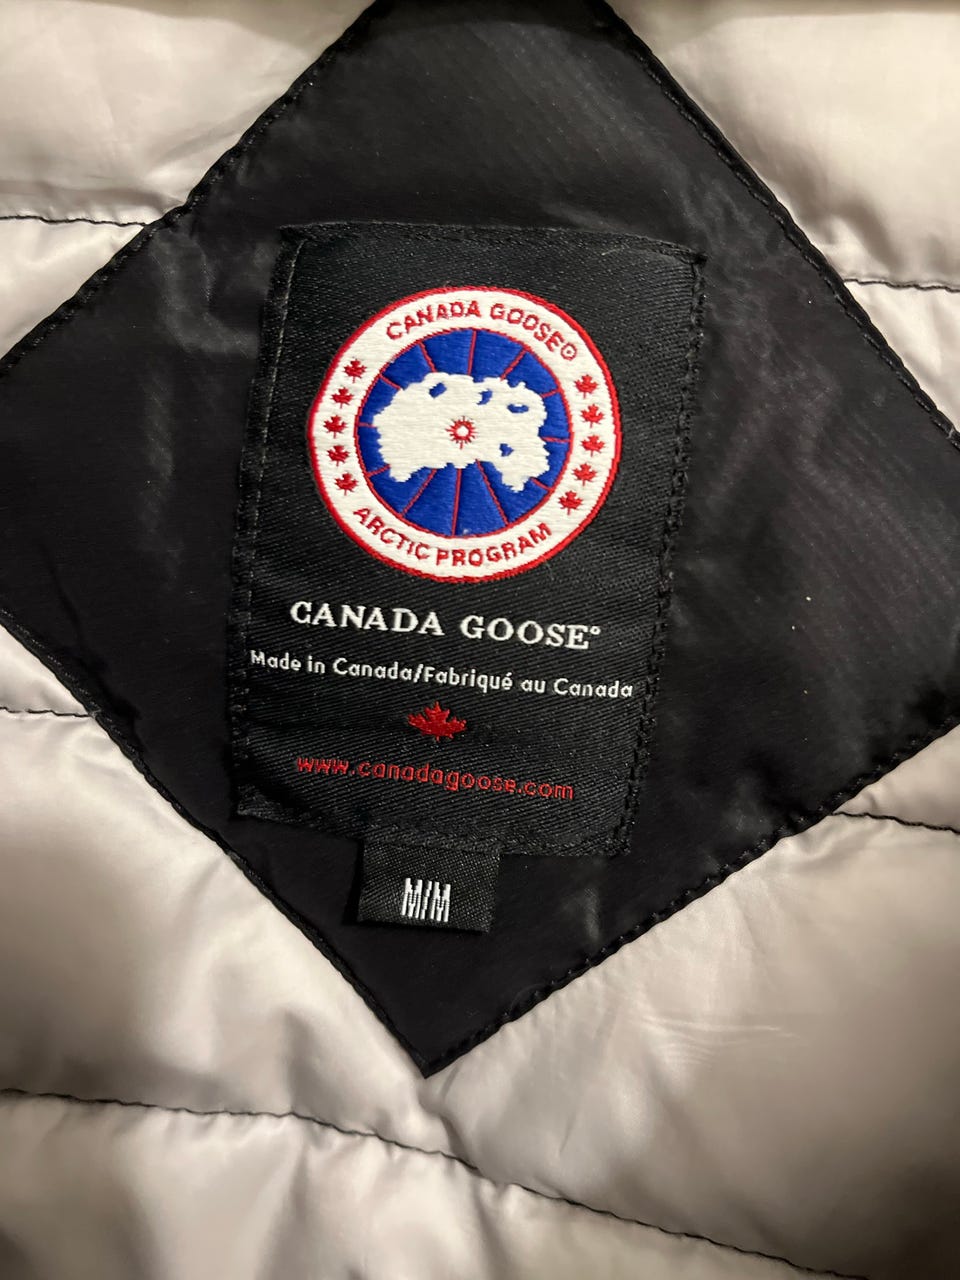 CANADA GOOSE®
ARCTIC PROGRAM
CANADA GOOSE®
Made in Canada/Fabriqué au Canada
www.canadagoose.com
M/M